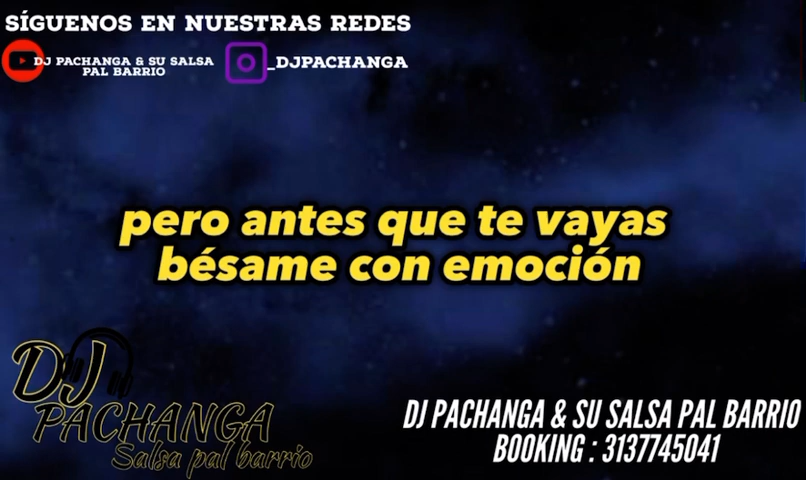 SÍGUENOS EN NUESTRAS REDES
DJ PACHANGA & SU SALSA
PAL BARRIO
_DJPACHANGA
pero antes que te vayas
bésame con emoción
DJ
PACHANGA
Salsa pal barrio
DJ PACHANGA & SU SALSA PAL BARRIO
BOOKING : 3137745041